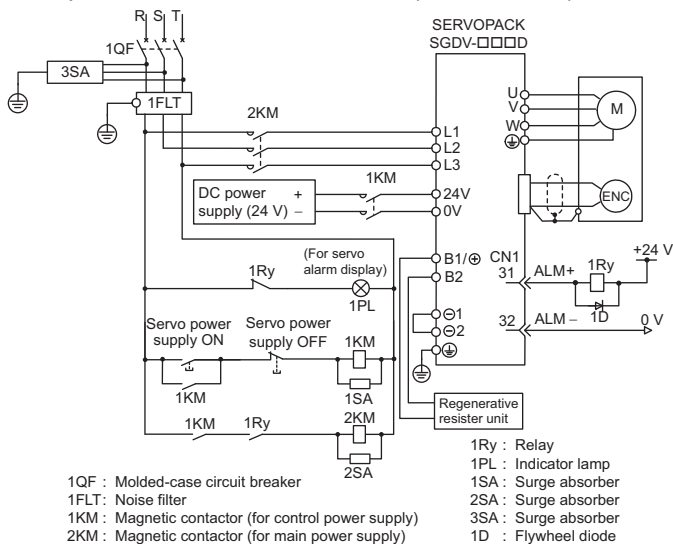 R S T
SERVOPACK
SGDV-□□□D
1QF
3SA
1FLT
2KM
U
V
W
M
L1
L2
L3
1KM
DC power +
supply (24 V) −
24V
0V
ENC
(For servo
alarm display)
1Ry
1PL
B1/⊕ CN1
B2
31
ALM+
1Ry
+24 V
1D
⊖1
⊖2
32
ALM −
0 V
Servo power
supply ON
Servo power
supply OFF
1KM
1KM
1SA
1KM
1Ry
2KM
2SA
Regenerative
resister unit
1QF : Molded-case circuit breaker
1FLT : Noise filter
1KM : Magnetic contactor (for control power supply)
2KM : Magnetic contactor (for main power supply)
1Ry : Relay
1PL : Indicator lamp
1SA : Surge absorber
2SA : Surge absorber
3SA : Surge absorber
1D : Flywheel diode